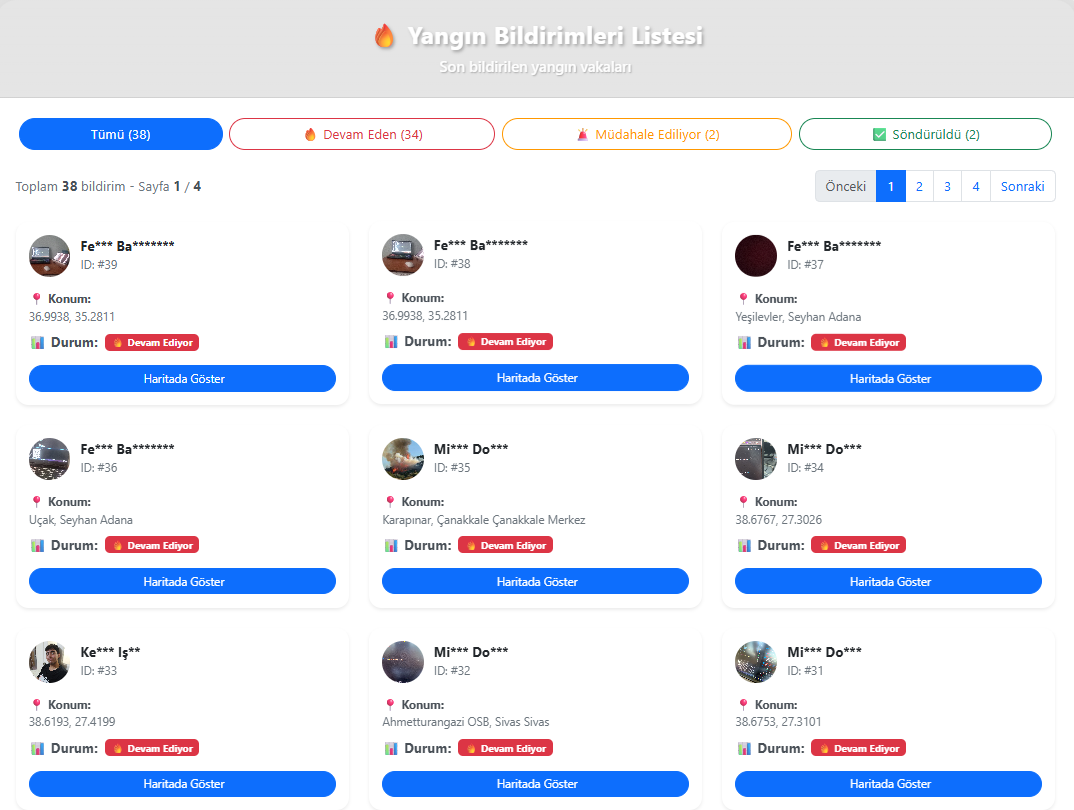 🔥 Yangın Bildirimleri Listesi
Son bildirilen yangın vakaları
Tümü (38)
🔥 Devam Eden (34)
🚨 Müdahale Ediliyor (2)
✅ Söndürüldü (2)
Toplam 38 bildirim - Sayfa 1 / 4
Önceki 1 2 3 4 Sonraki
Fe*** Ba*******
ID: #39
📍 Konum:
36.9938, 35.2811
📊 Durum: 🔥 Devam Ediyor
Haritada Göster
Fe*** Ba*******
ID: #38
📍 Konum:
36.9938, 35.2811
📊 Durum: 🔥 Devam Ediyor
Haritada Göster
Fe*** Ba*******
ID: #37
📍 Konum:
Yeşilevler, Seyhan Adana
📊 Durum: 🔥 Devam Ediyor
Haritada Göster
Fe*** Ba*******
ID: #36
📍 Konum:
Uçak, Seyhan Adana
📊 Durum: 🔥 Devam Ediyor
Haritada Göster
Mi*** Do***
ID: #35
📍 Konum:
Karapınar, Çanakkale Çanakkale Merkez
📊 Durum: 🔥 Devam Ediyor
Haritada Göster
Mi*** Do***
ID: #34
📍 Konum:
38.6767, 27.3026
📊 Durum: 🔥 Devam Ediyor
Haritada Göster
Ke*** Iş**
ID: #33
📍 Konum:
38.6193, 27.4199
📊 Durum: 🔥 Devam Ediyor
Haritada Göster
Mi*** Do***
ID: #32
📍 Konum:
Ahmetturangazi OSB, Sivas Sivas
📊 Durum: 🔥 Devam Ediyor
Haritada Göster
Mi*** Do***
ID: #31
📍 Konum:
38.6753, 27.3101
📊 Durum: 🔥 Devam Ediyor
Haritada Göster